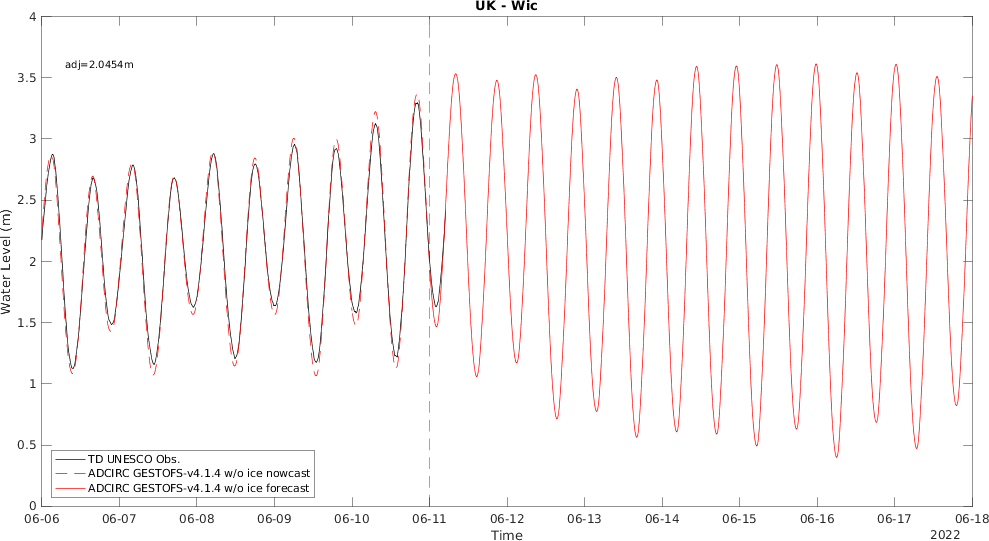 UK - Wic
4
3.5
3
2.5
2
1.5
1
0.5
0
Water Level (m)
adj=2.0454m
TD UNESCO Obs.
ADCIRC GESTOFS-v4.1.4 w/o ice nowcast
ADCIRC GESTOFS-v4.1.4 w/o ice forecast
06-06 06-07 06-08 06-09 06-10 06-11 06-12 06-13 06-14 06-15 06-16 06-17 06-18
Time
2022